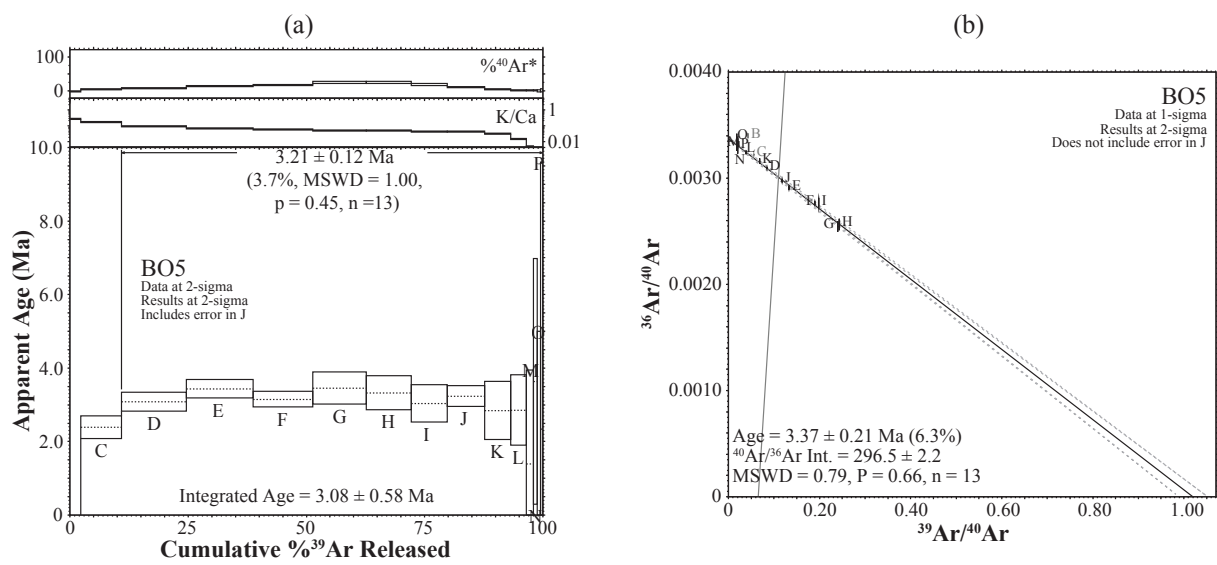 (a)
100
0
%⁴⁰Ar*
K/Ca
1
0.01
10.0
8.0
6.0
4.0
2.0
0
Apparent Age (Ma)
3.21 ± 0.12 Ma
(3.7%, MSWD = 1.00,
p = 0.45, n =13)
P
BO5
Data at 2-sigma
Results at 2-sigma
Includes error in J
O
M
C
D
E
F
G
H
I
J
K
L
N
Integrated Age = 3.08 ± 0.58 Ma
0
25
50
75
100
Cumulative %³⁹Ar Released
(b)
0.0040
0.0030
0.0020
0.0010
0
³⁶Ar/⁴⁰Ar
BO5
Data at 1-sigma
Results at 2-sigma
Does not include error in J
O B
P
L C
N K D
J E
F I
G H
Age = 3.37 ± 0.21 Ma (6.3%)
⁴⁰Ar/³⁶Ar Int. = 296.5 ± 2.2
MSWD = 0.79, P = 0.66, n = 13
0
0.20
0.40
0.60
0.80
1.00
³⁹Ar/⁴⁰Ar